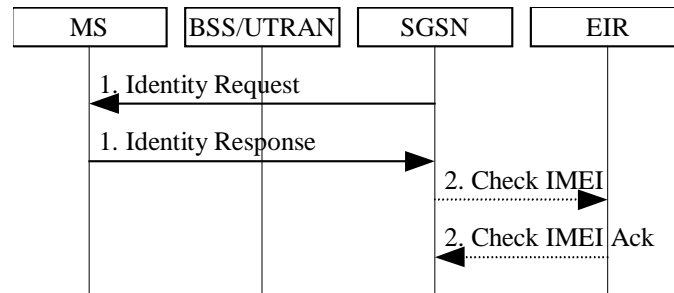 MS BSS/UTRAN SGSN EIR
1. Identity Request
1. Identity Response
2. Check IMEI
2. Check IMEI Ack